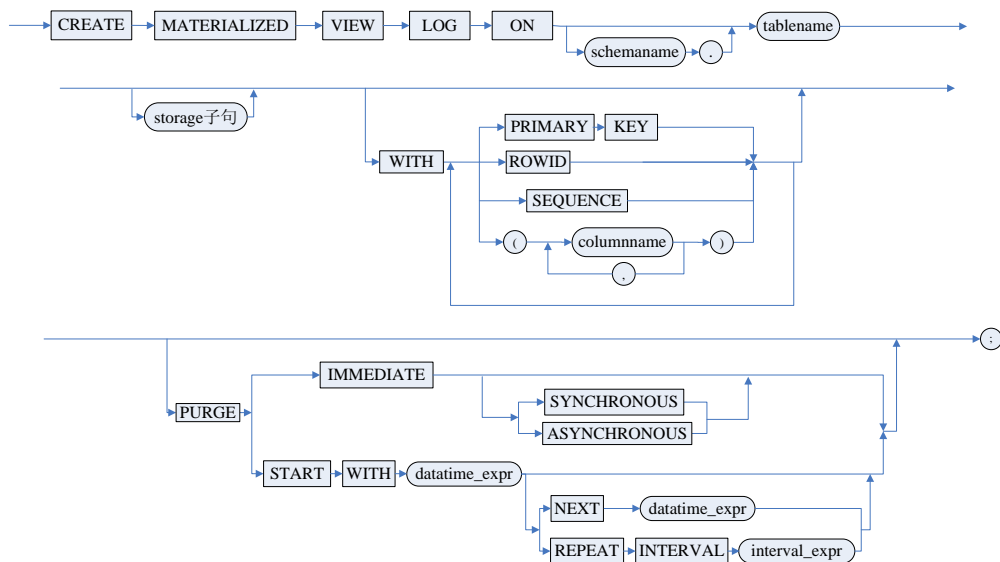 CREATE MATERIALIZED VIEW LOG ON schemaname . tablename
storage子句
WITH PRIMARY KEY
ROWID
SEQUENCE
( columnname )
,
;
PURGE IMMEDIATE
SYNCHRONOUS
ASYNCHRONOUS
START WITH datatime_expr
NEXT datatime_expr
REPEAT INTERVAL interval_expr